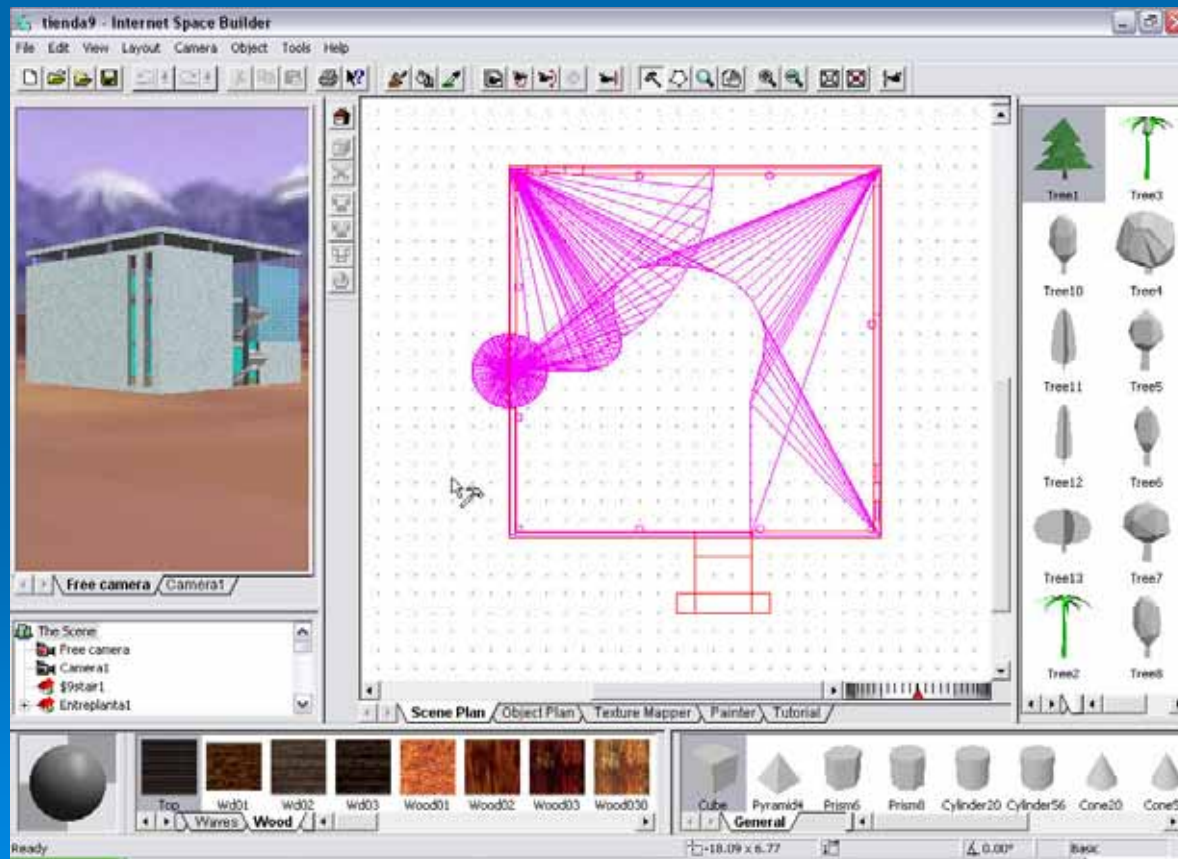 tienda9 - Internet Space Builder
File Edit View Layout Camera Object Tools Help
Tree1 Tree3
Tree10 Tree4
Tree11 Tree5
Tree12 Tree6
Tree13 Tree7
Tree2 Tree8
Free camera Camera1
The Scene
Free camera
Camera1
$9stair1
Entreplanta1
Scene Plan Object Plan Texture Mapper Painter Tutorial
Top Wd01 Wd02 Wd03 Wood01 Wood02 Wood03 Wood030
Waves Wood
Cube Pyramid4 Prism6 Prism8 Cylinder20 Cylinder56 Cone20
General
Ready -18.09 x 6.77 0.00° Basic